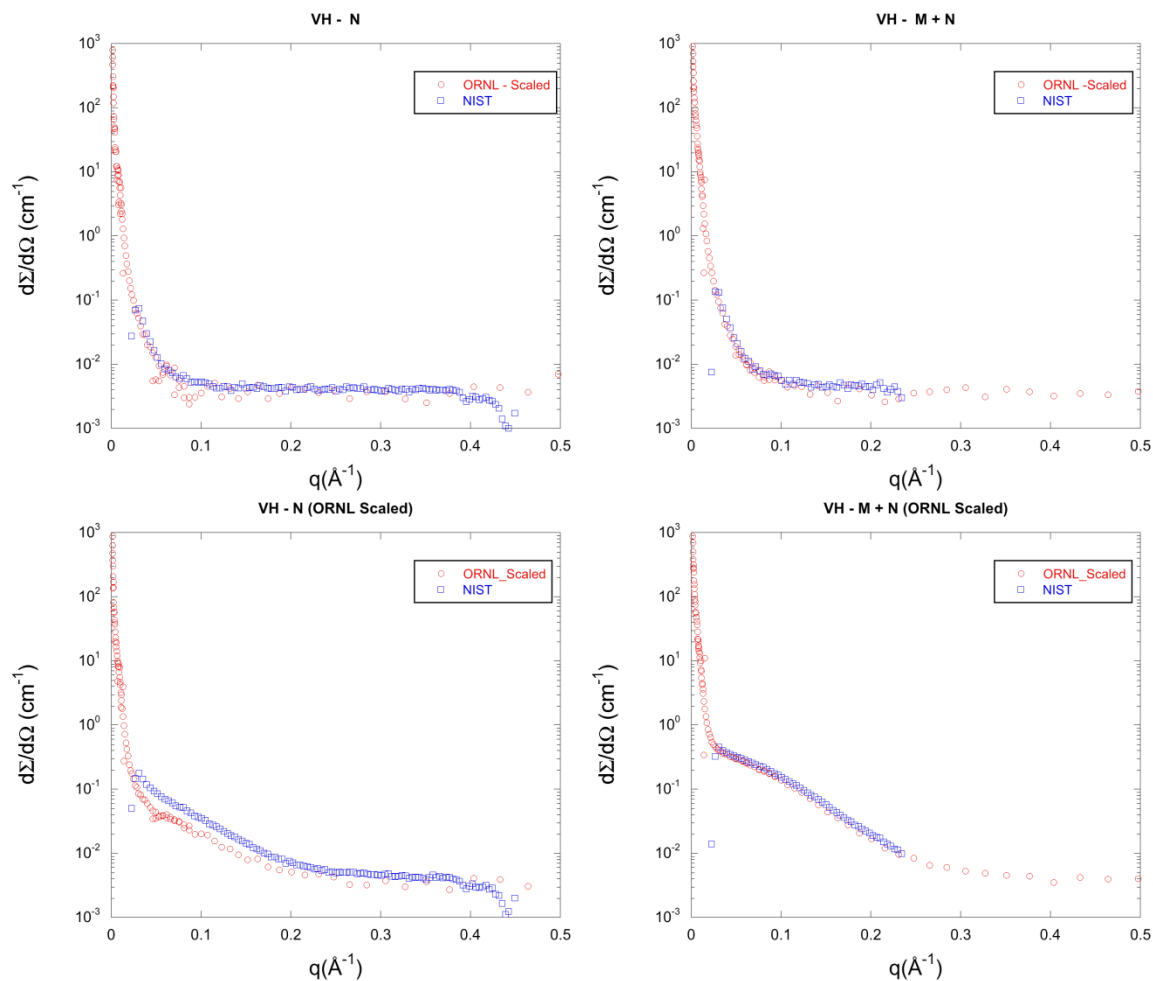 VH - N
10³
10²
10¹
10⁰
10⁻¹
10⁻²
10⁻³
dΣ/dΩ (cm⁻¹)
ORNL - Scaled
NIST
0 0.1 0.2 0.3 0.4 0.5
q(Å⁻¹)
VH - M + N
10³
10²
10¹
10⁰
10⁻¹
10⁻²
10⁻³
dΣ/dΩ (cm⁻¹)
ORNL -Scaled
NIST
0 0.1 0.2 0.3 0.4 0.5
q(Å⁻¹)
VH - N (ORNL Scaled)
10³
10²
10¹
10⁰
10⁻¹
10⁻²
10⁻³
dΣ/dΩ (cm⁻¹)
ORNL_Scaled
NIST
0 0.1 0.2 0.3 0.4 0.5
q(Å⁻¹)
VH - M + N (ORNL Scaled)
10³
10²
10¹
10⁰
10⁻¹
10⁻²
10⁻³
dΣ/dΩ (cm⁻¹)
ORNL_Scaled
NIST
0 0.1 0.2 0.3 0.4 0.5
q(Å⁻¹)